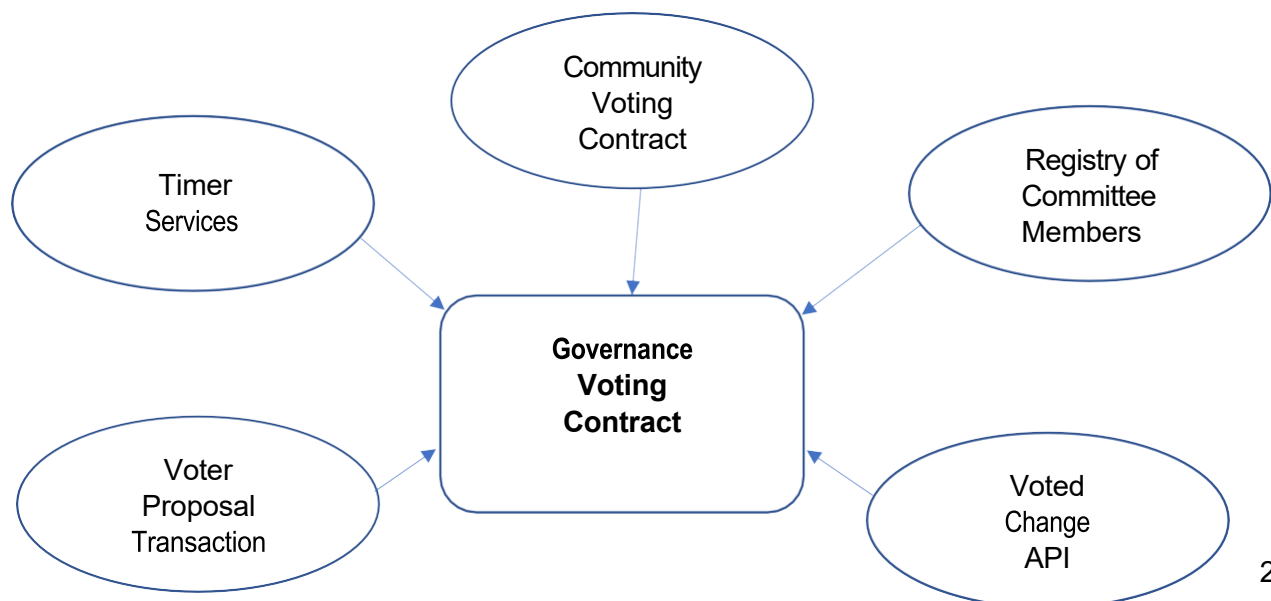 Community
Voting
Contract
Timer
Services
Registry of
Committee
Members
Governance
Voting
Contract
Voter
Proposal
Transaction
Voted
Change
API
2